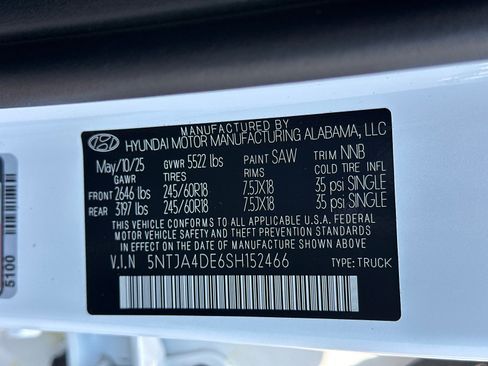 MANUFACTURED BY
HYUNDAI MOTOR MANUFACTURING ALABAMA, LLC
May/10/25 GVWR 5522 lbs PAINT SAW TRIM NNB
GAWR TIRES RIMS COLD TIRE INFL
FRONT 2646 lbs 245/60R18 7.5JX18 35 psi SINGLE
REAR 3197 lbs 245/60R18 7.5JX18 35 psi SINGLE
THIS VEHICLE CONFORMS TO ALL APPLICABLE U.S.A. FEDERAL
MOTOR VEHICLE SAFETY, BUMPER, AND THEFT PREVENTION
STANDARDS IN EFFECT ON THE DATE OF MANUFACTURE SHOWN ABOVE.
V.I.N 5NTJA4DE6SH152466 TYPE: TRUCK
5100